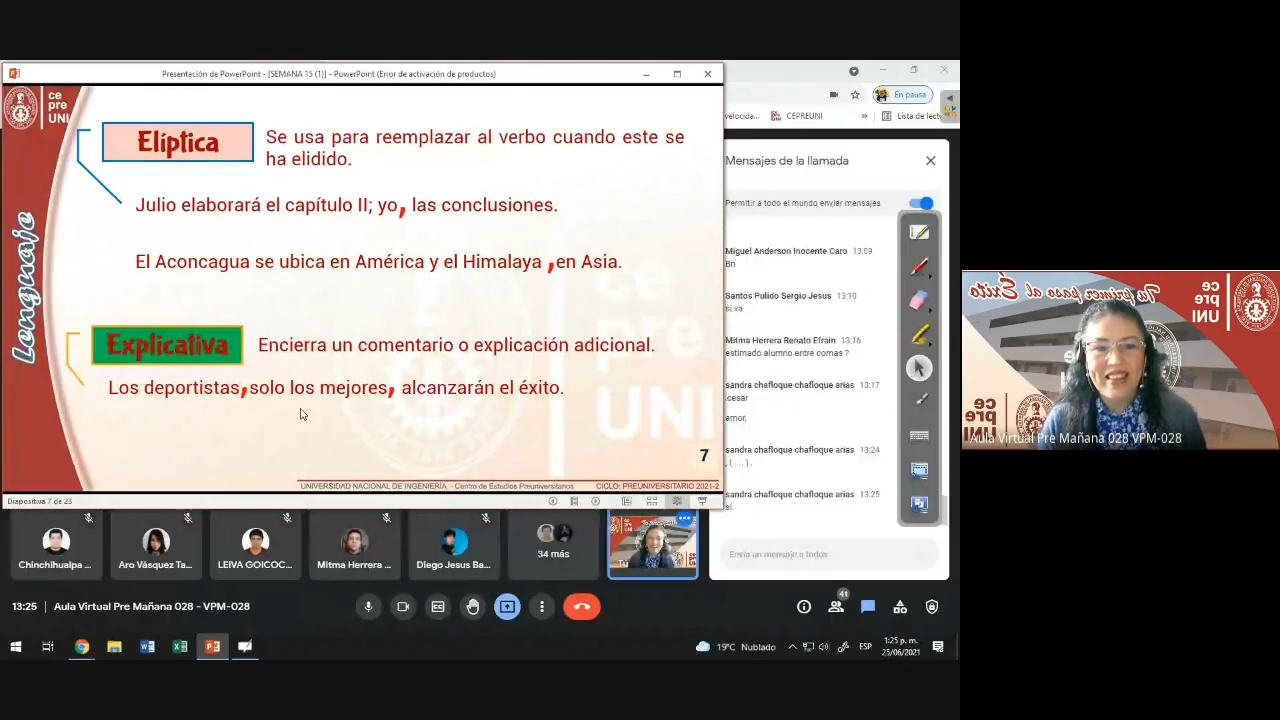 Presentación de PowerPoint - [SEMANA 15 (1)] - PowerPoint (Error de activación de productos)
ce
pre
UNI
Lenguaje
Elíptica
Se usa para reemplazar al verbo cuando este se
ha elidido.
Julio elaborará el capítulo II; yo, las conclusiones.
El Aconcagua se ubica en América y el Himalaya , en Asia.
Explicativa
Encierra un comentario o explicación adicional.
Los deportistas, solo los mejores, alcanzarán el éxito.
ce
pre
UNI
7
UNIVERSIDAD NACIONAL DE INGENIERÍA - Centro de Estudios Preuniversitarios
CICLO: PREUNIVERSITARIO 2021-2
Diapositiva 7 de 23
En pausa
velocida...
CEPREUNI
»
Lista de lect
Mensajes de la llamada
Permitir a todo el mundo enviar mensajes
Miguel Anderson Inocente Caro 13:09
Bn
Santos Pulido Sergio Jesus 13:10
si va
Mitma Herrera Renato Efrain 13:16
estimado alumno entre comas ?
sandra chafloque chafloque arias 13:17
,cesar
amor,
sandra chafloque chafloque arias 13:24
, (.....) ,
sandra chafloque chafloque arias 13:25
Envía un mensaje a todos
Chinchihualpa ...
Aro Vásquez Ta...
LEIVA GOICOC...
Mitma Herrera ...
Diego Jesus Ba...
34 más
13:25 | Aula Virtual Pre Mañana 028 - VPM-028
41
19°C Nublado
ESP
1:25 p. m.
25/06/2021
Tu primer paso al Éxito
ce
pre
UNI
Aula Virtual Pre Mañana 028 VPM-028